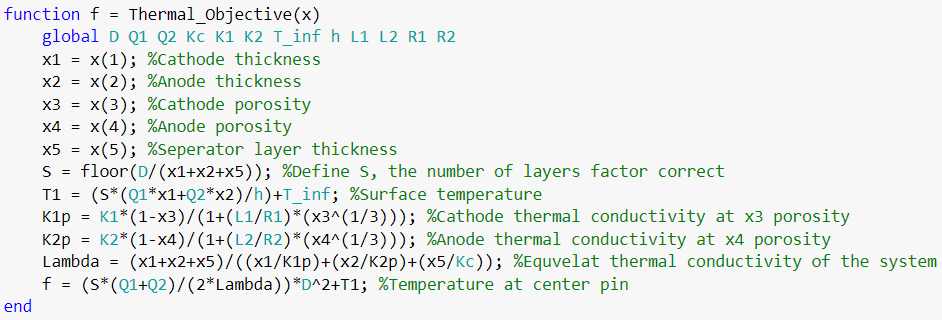 function f = Thermal_Objective(x)
global D Q1 Q2 Kc K1 K2 T_inf h L1 L2 R1 R2
x1 = x(1); %Cathode thickness
x2 = x(2); %Anode thickness
x3 = x(3); %Cathode porosity
x4 = x(4); %Anode porosity
x5 = x(5); %Seperator layer thickness
S = floor(D/(x1+x2+x5)); %Define S, the number of layers factor correct
T1 = (S*(Q1*x1+Q2*x2)/h)+T_inf; %Surface temperature
K1p = K1*(1-x3)/(1+(L1/R1)*(x3^(1/3))); %Cathode thermal conductivity at x3 porosity
K2p = K2*(1-x4)/(1+(L2/R2)*(x4^(1/3))); %Anode thermal conductivity at x4 porosity
Lambda = (x1+x2+x5)/((x1/K1p)+(x2/K2p)+(x5/Kc)); %Equvelat thermal conductivity of the system
f = (S*(Q1+Q2)/(2*Lambda))*D^2+T1; %Temperature at center pin
end